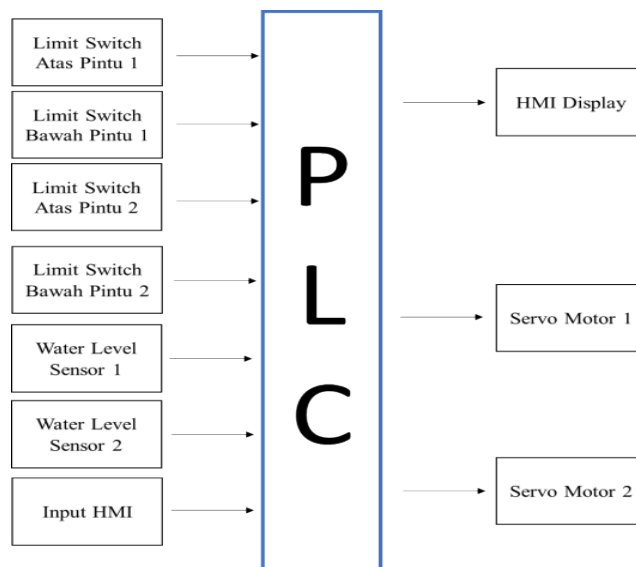 Limit Switch
Atas Pintu 1
Limit Switch
Bawah Pintu 1
Limit Switch
Atas Pintu 2
Limit Switch
Bawah Pintu 2
Water Level
Sensor 1
Water Level
Sensor 2
Input HMI
P
L
C
HMI Display
Servo Motor 1
Servo Motor 2